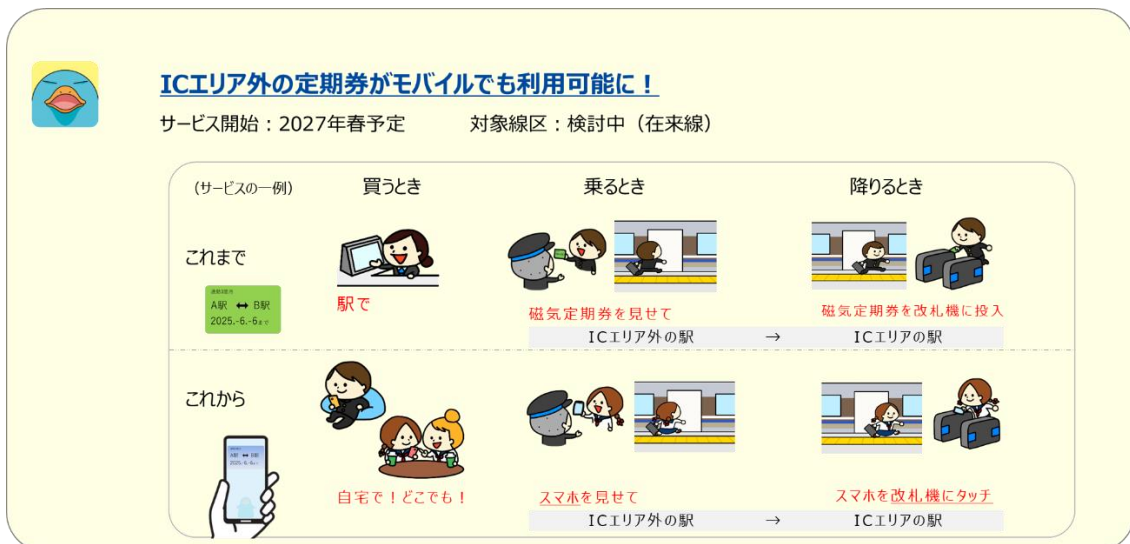 ICエリア外の定期券がモバイルでも利用可能に！
サービス開始：2027年春予定　対象線区：検討中（在来線）
（サービスの一例）　買うとき　乗るとき　降りるとき
これまで
A駅 ⬌ B駅
2025.-6.-6まで
駅で
磁気定期券を見せて
磁気定期券を改札機に投入
ICエリア外の駅　→　ICエリアの駅
これから
A駅 ⬌ B駅
2025.-6.-6
自宅で！どこでも！
スマホを見せて
スマホを改札機にタッチ
ICエリア外の駅　→　ICエリアの駅